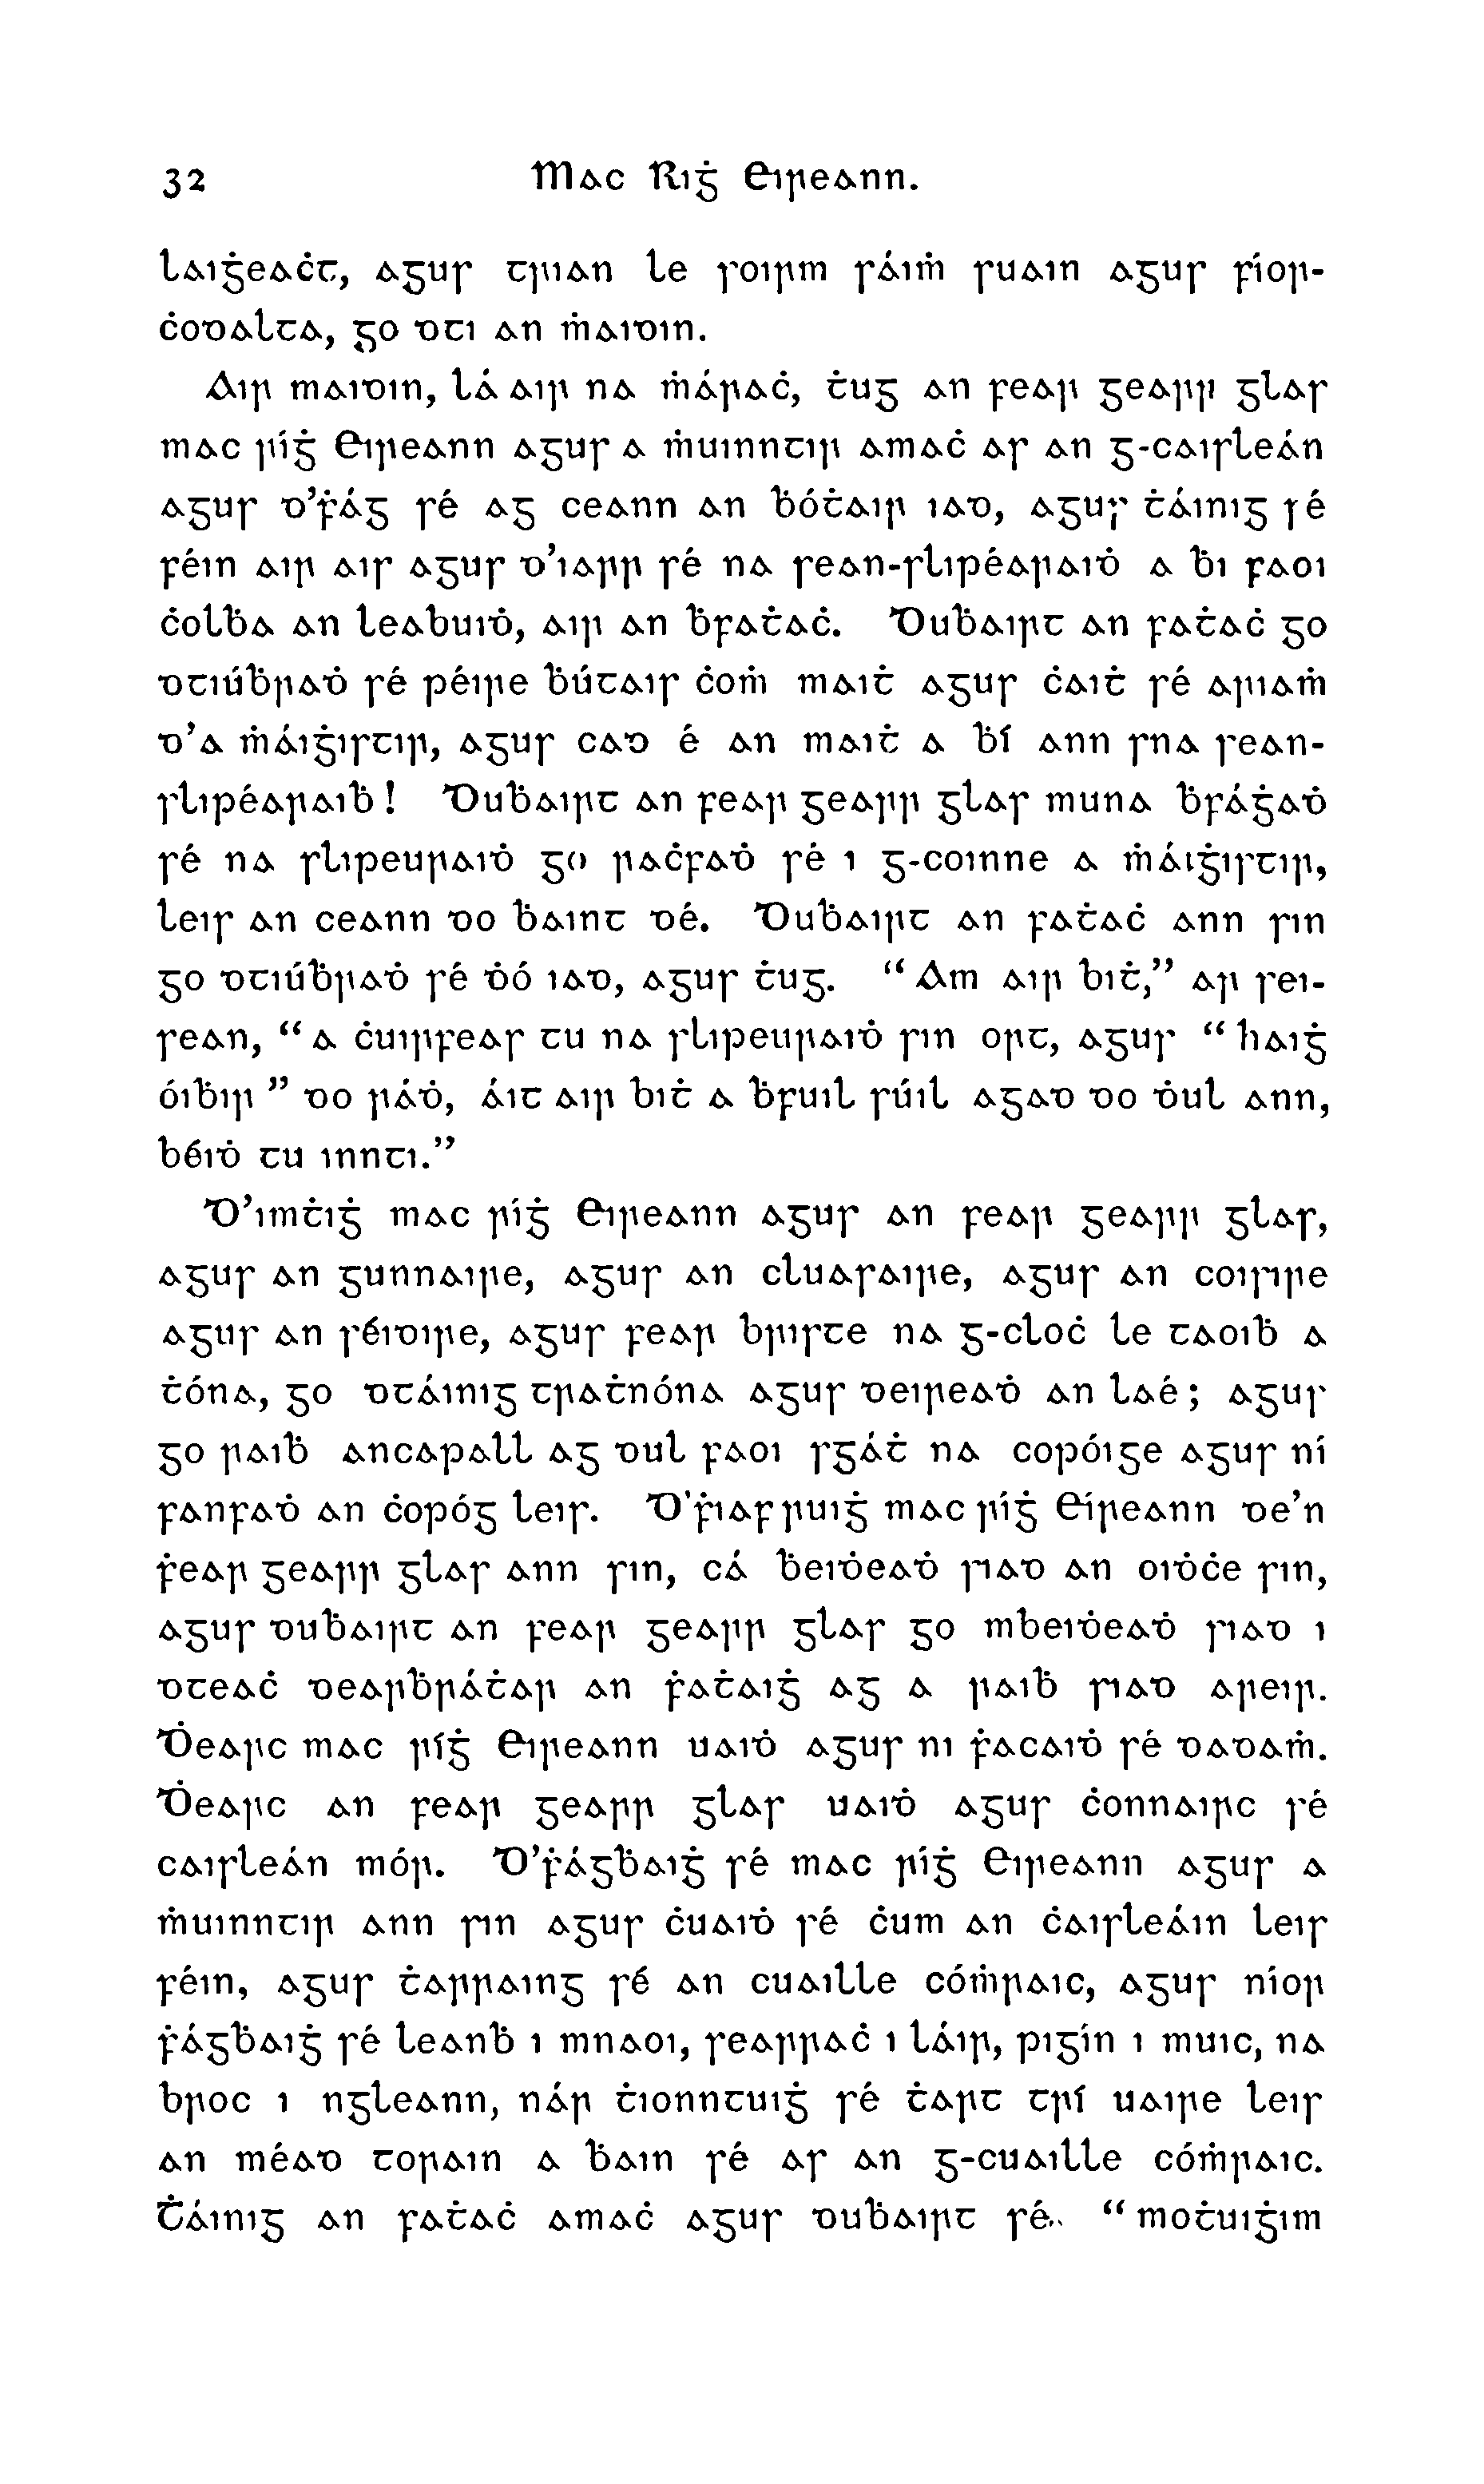 32 Mac Riġ Eireann.
laiġeaċt, agus trian le soirm sáiṁ suain agus fíor-
ċodalta, go dti an ṁaidin.
Air maidin, lá air na ṁáraċ, ṫug an fear gearr glas
mac ríġ Eireann agus a ṁuinntir amaċ as an g-caisleán
agus d'ḟág sé ag ceann an ḃóṫair iad, agus ṫáinig sé
féin air ais agus d'iarr sé na sean-slipéaraiḋ a ḃi faoi
ċolḃa an leabuiḋ, air an ḃfaṫaċ. Duḃairt an faṫaċ go
dtiúḃraḋ sé péire ḃútais ċoṁ maiṫ agus ċaiṫ sé ariaṁ
d'a ṁáiġistir, agus cad é an maiṫ a ḃí ann sna sean-
slipéaraiḃ! Duḃairt an fear gearr glas muna ḃfáġaḋ
sé na slipeuraiḋ go raċfaḋ sé i g-coinne a ṁáiġistir,
leis an ceann do ḃaint dé. Duḃairt an faṫaċ ann sin
go dtiúḃraḋ sé ḋó iad, agus ṫug. “Am air biṫ,” ar sei-
sean, “a ċuirfeas tu na slipeuraiḋ sin ort, agus “haiġ
óiḃir” do ráḋ, áit air biṫ a ḃfuil súil agad do ḋul ann,
béiḋ tu innti.”
D'imṫiġ mac ríġ Eireann agus an fear gearr glas,
agus an gunnaire, agus an cluasaire, agus an coisire
agus an séidire, agus fear briste na g-cloċ le taoiḃ a
ṫóna, go dtáinig traṫnóna agus deireaḋ an laé; agus
go raiḃ ancapall ag dul faoi sgáṫ na copóige agus ní
fanfaḋ an ċopóg leis. D'ḟiafruiġ mac ríġ Eíreann de'n
ḟear gearr glas ann sin, cá ḃeiḋeaḋ siad an oiḋċe sin,
agus duḃairt an fear gearr glas go mbeiḋeaḋ siad i
dteaċ dearḃráṫar an ḟaṫaiġ ag a raiḃ siad areir.
Ḋearc mac ríġ Eireann uaiḋ agus ni ḟacaiḋ sé dadaṁ.
Ḋearc an fear gearr glas uaiḋ agus ċonnairc sé
caisleán mór. D'ḟágḃaiġ sé mac ríġ Eireann agus a
ṁuinntir ann sin agus ċuaiḋ sé ċum an ċaisleáin leis
féin, agus ṫarraing sé an cuaille cóṁraic, agus níor
ḟágḃaiġ sé leanḃ i mnaoi, searraċ i láir, pigín i muic, na
broc i ngleann, nár ṫionntuiġ sé ṫart trí uaire leis
an méad torain a ḃain sé as an g-cuaille cóṁraic.
Ṫáinig an faṫaċ amaċ agus duḃairt sé, “moṫuiġim